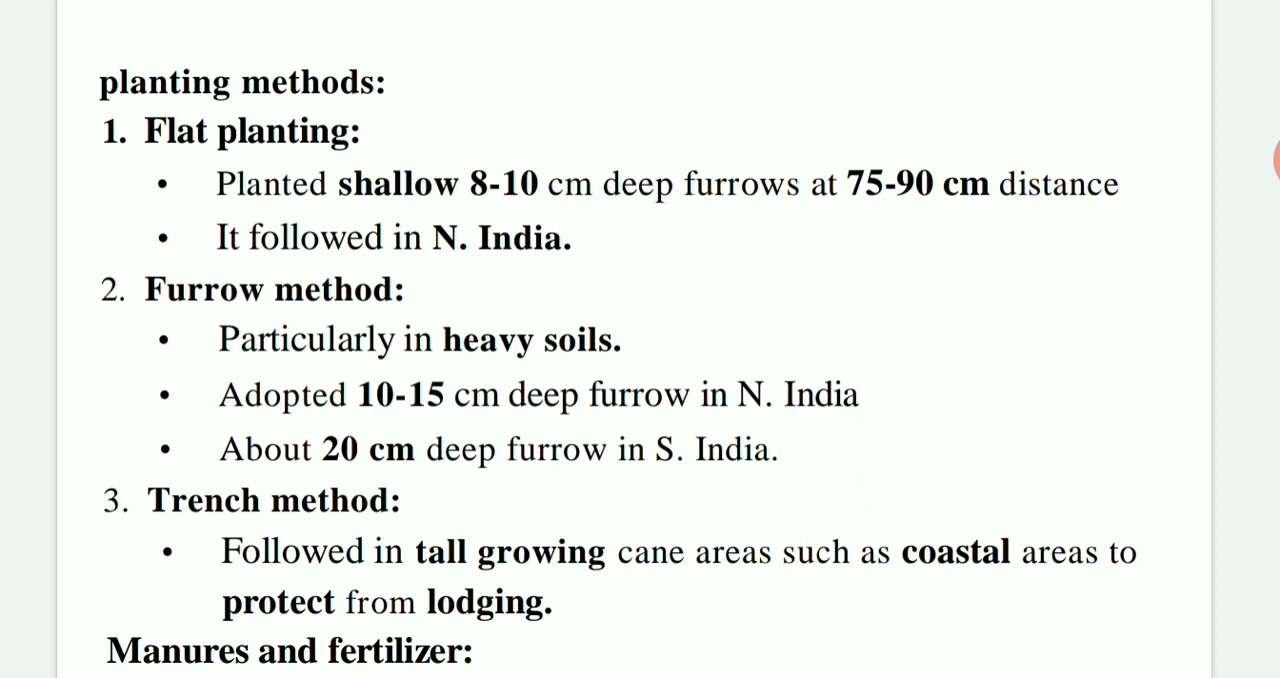 planting methods:
1. Flat planting:
• Planted shallow 8-10 cm deep furrows at 75-90 cm distance
• It followed in N. India.
2. Furrow method:
• Particularly in heavy soils.
• Adopted 10-15 cm deep furrow in N. India
• About 20 cm deep furrow in S. India.
3. Trench method:
• Followed in tall growing cane areas such as coastal areas to
protect from lodging.
Manures and fertilizer: